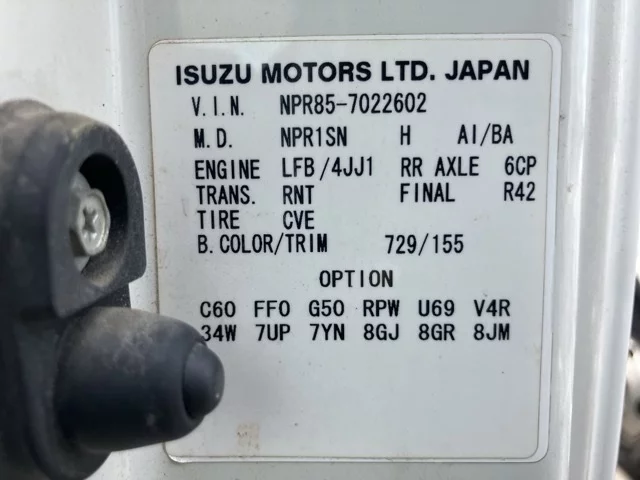 ISUZU MOTORS LTD. JAPAN
V.I.N. NPR85-7022602
M.D. NPR1SN H AI/BA
ENGINE LFB/4JJ1 RR AXLE 6CP
TRANS. RNT FINAL R42
TIRE CVE
B.COLOR/TRIM 729/155
OPTION
C60 FF0 G50 RPW U69 V4R
34W 7UP 7YN 8GJ 8GR 8JM